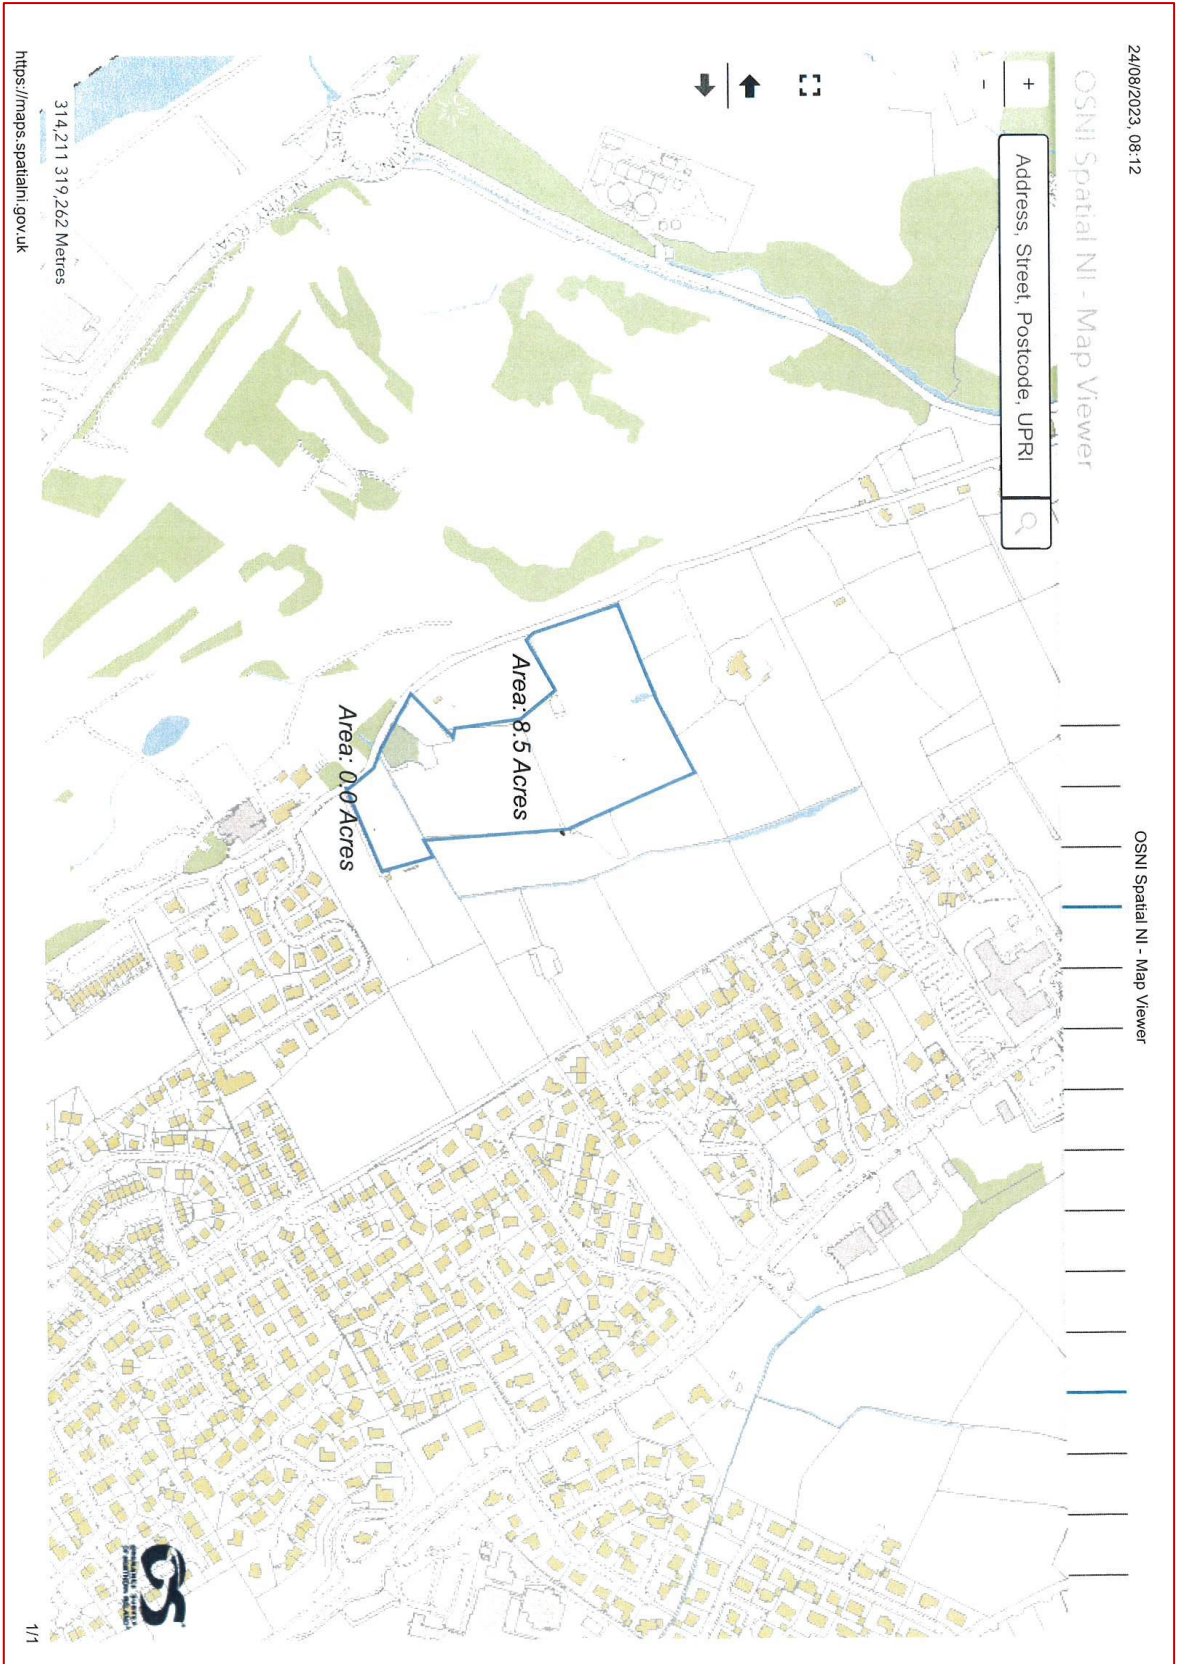 24/08/2023, 08:12
OSNI Spatial NI - Map Viewer
OSNI Spatial NI - Map Viewer
+
-
Address, Street, Postcode, UPRI
Area: 8.5 Acres
Area: 0.0 Acres
314,211 319,262 Metres
https://maps.spatialni.gov.uk
1/1